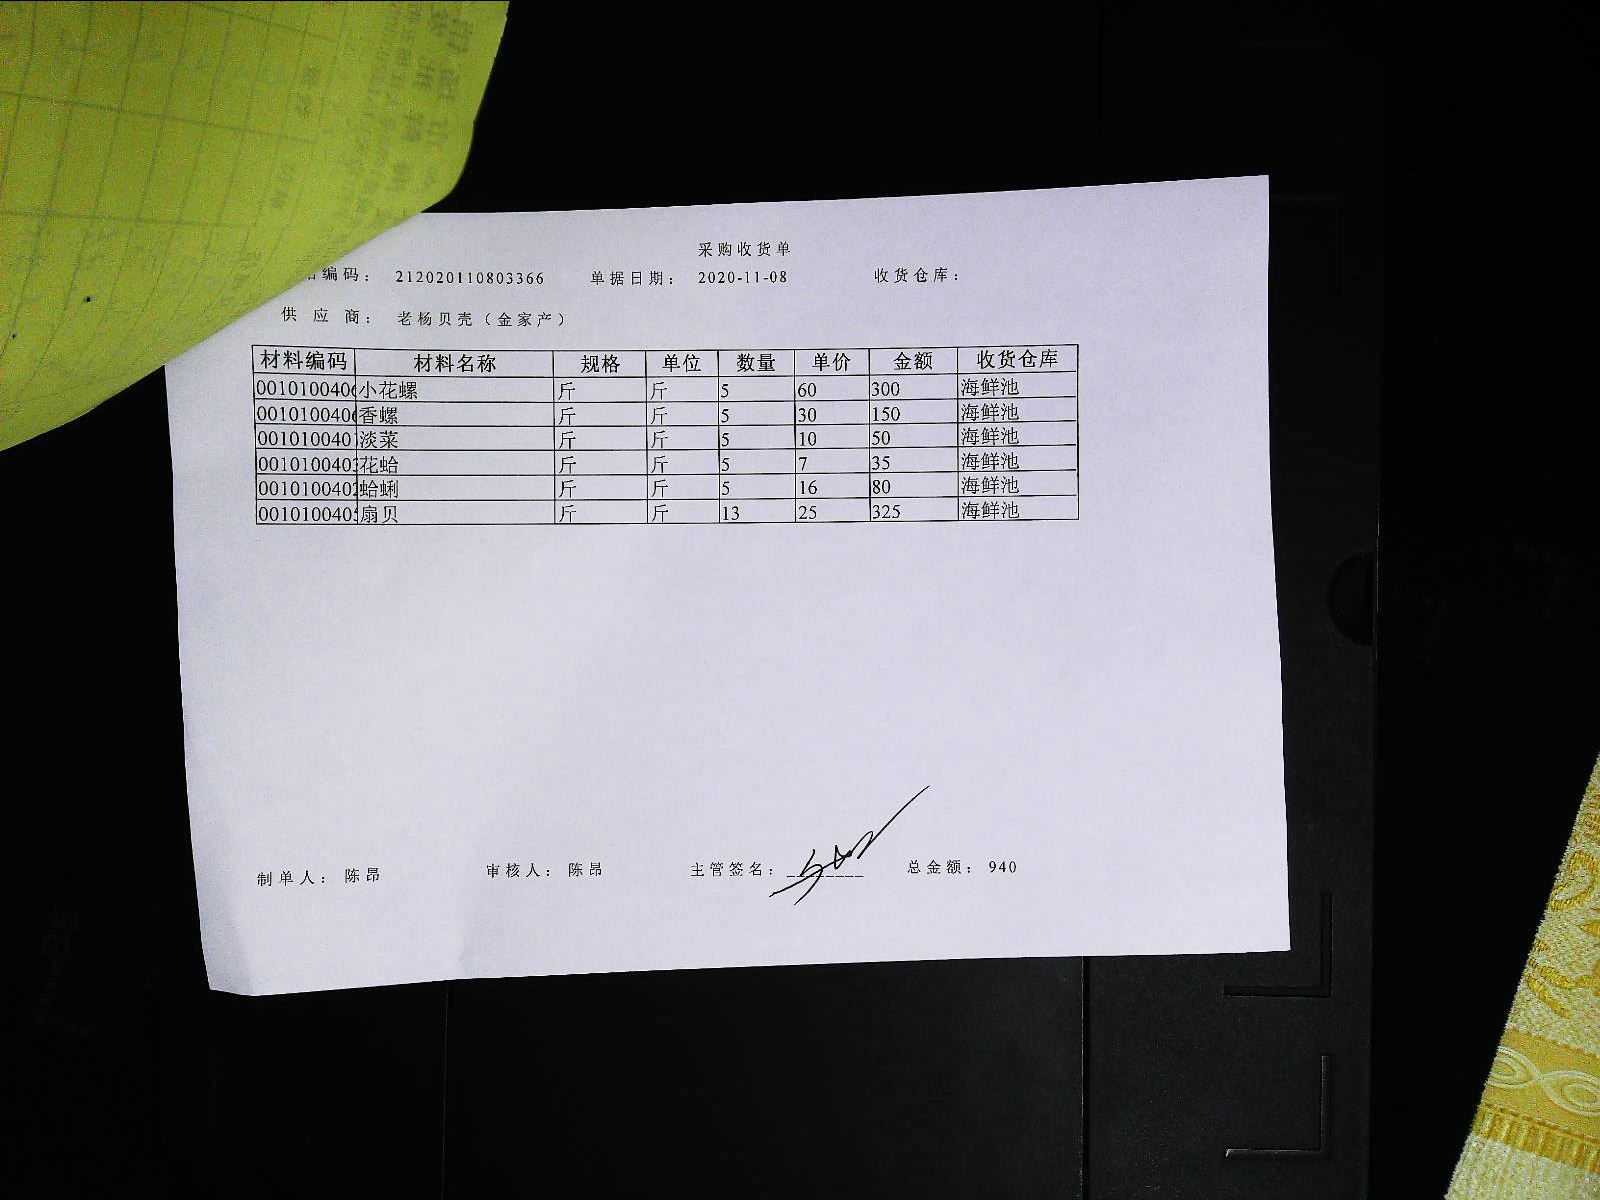 采购收货单
编码： 212020110803366 单据日期： 2020-11-08 收货仓库：
供 应 商： 老杨贝壳（金家产）
材料编码 材料名称 规格 单位 数量 单价 金额 收货仓库
0010100406 小花螺 斤 斤 5 60 300 海鲜池
0010100406 香螺 斤 斤 5 30 150 海鲜池
001010040 淡菜 斤 斤 5 10 50 海鲜池
001010040 花蛤 斤 斤 5 7 35 海鲜池
0010100402 蛤蜊 斤 斤 5 16 80 海鲜池
0010100405 扇贝 斤 斤 13 25 325 海鲜池
制单人： 陈昂 审核人： 陈昂 主管签名： 总金额： 940